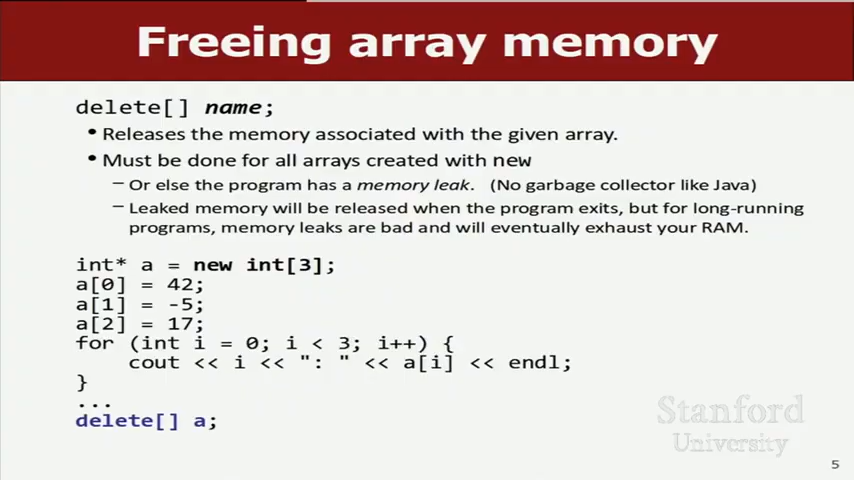 Freeing array memory
delete[] name;
• Releases the memory associated with the given array.
• Must be done for all arrays created with new
– Or else the program has a memory leak. (No garbage collector like Java)
– Leaked memory will be released when the program exits, but for long-running
programs, memory leaks are bad and will eventually exhaust your RAM.
int* a = new int[3];
a[0] = 42;
a[1] = -5;
a[2] = 17;
for (int i = 0; i < 3; i++) {
    cout << i << ": " << a[i] << endl;
}
...
delete[] a;
Stanford
University
5